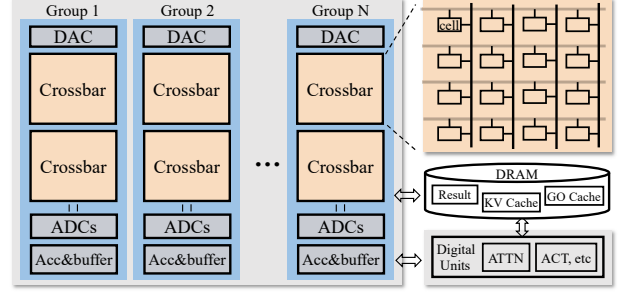 Group 1
Group 2
Group N
DAC
DAC
DAC
cell
Crossbar
Crossbar
Crossbar
Crossbar
Crossbar
Crossbar
...
DRAM
Result
KV Cache
GO Cache
ADCs
ADCs
ADCs
Acc&buffer
Acc&buffer
Acc&buffer
Digital
Units
ATTN
ACT, etc